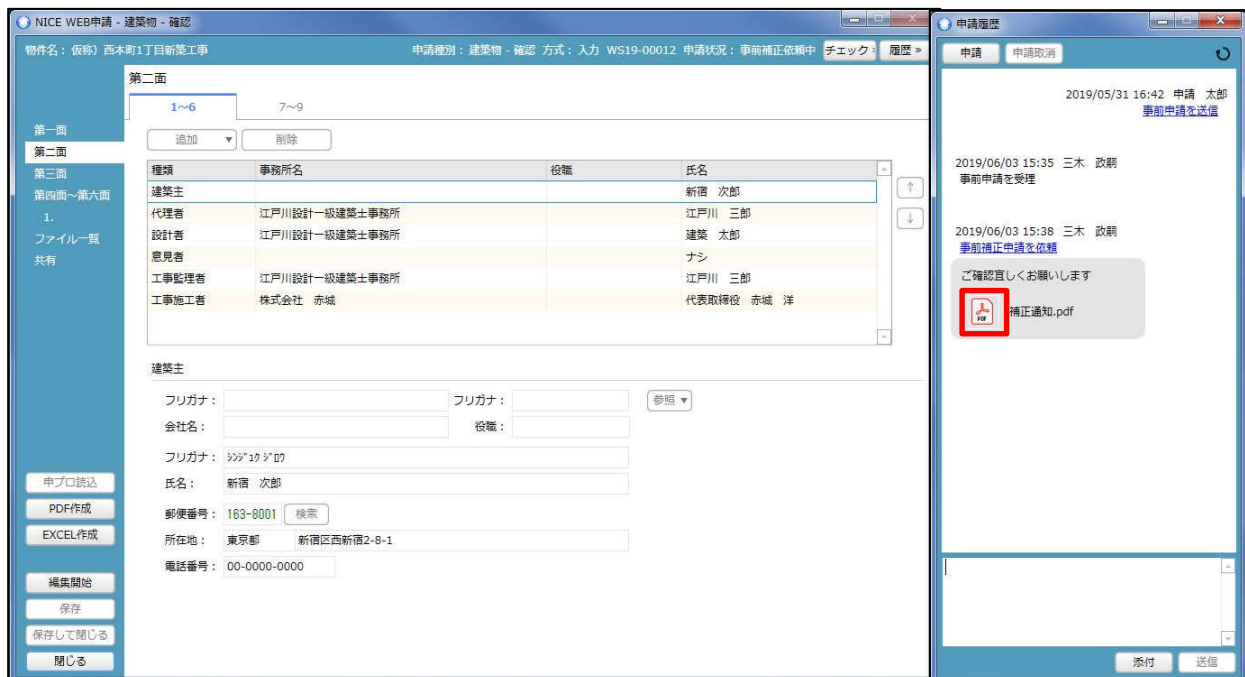 NICE WEB申請 - 建築物 - 確認
物件名：仮称）西本町1丁目新築工事 申請種別：建築物 - 確認 方式：入力 WS19-00012 申請状況：事前補正依頼中 チェック 履歴 »
第一面
第二面
第三面
第四面～第六面
1.
ファイル一覧
共有
申プロ読込
PDF作成
EXCEL作成
編集開始
保存
保存して閉じる
閉じる
第二面
1～6 7～9
追加 ▼ 削除
種類 事務所名 役職 氏名
建築主 新宿 次郎
代理者 江戸川設計一級建築士事務所 江戸川 三郎
設計者 江戸川設計一級建築士事務所 建築 太郎
意見者 ナシ
工事監理者 江戸川設計一級建築士事務所 江戸川 三郎
工事施工者 株式会社 赤城 代表取締役 赤城 洋
↑
↓
建築主
フリガナ： フリガナ： 参照 ▼
会社名： 役職：
フリガナ： ｼﾝｼﾞｭｸ ｼﾞﾛｳ
氏名： 新宿 次郎
郵便番号： 163-8001 検索
所在地： 東京都 新宿区西新宿2-8-1
電話番号： 00-0000-0000
申請履歴
申請 申請取消
2019/05/31 16:42 申請 太郎
事前申請を送信
2019/06/03 15:35 三木 政嗣
事前申請を受理
2019/06/03 15:38 三木 政嗣
事前補正申請を依頼
ご確認宜しくお願いします
PDF 補正通知.pdf
添付 送信